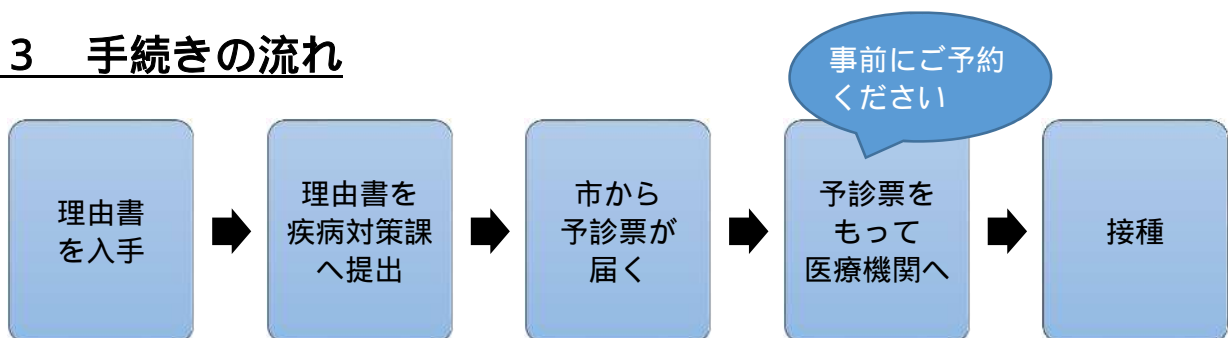 ３　手続きの流れ
事前にご予約
ください
理由書
を入手
理由書を
疾病対策課
へ提出
市から
予診票が
届く
予診票を
もって
医療機関へ
接種